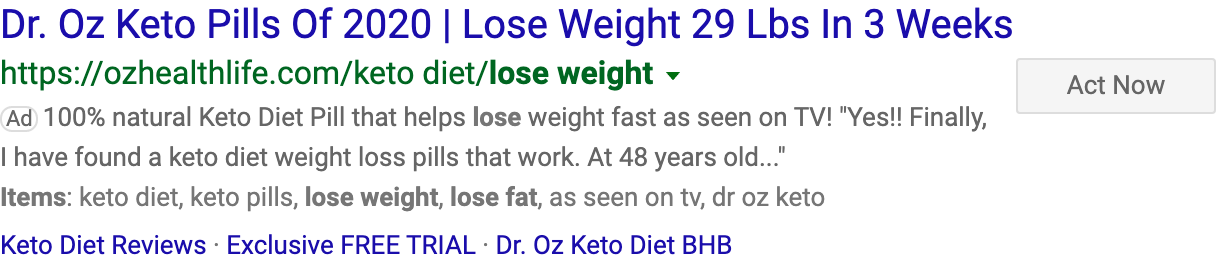 Dr. Oz Keto Pills Of 2020 | Lose Weight 29 Lbs In 3 Weeks
https://ozhealthlife.com/keto diet/lose weight
Act Now
Ad 100% natural Keto Diet Pill that helps lose weight fast as seen on TV! "Yes!! Finally,
I have found a keto diet weight loss pills that work. At 48 years old..."
Items: keto diet, keto pills, lose weight, lose fat, as seen on tv, dr oz keto
Keto Diet Reviews · Exclusive FREE TRIAL · Dr. Oz Keto Diet BHB